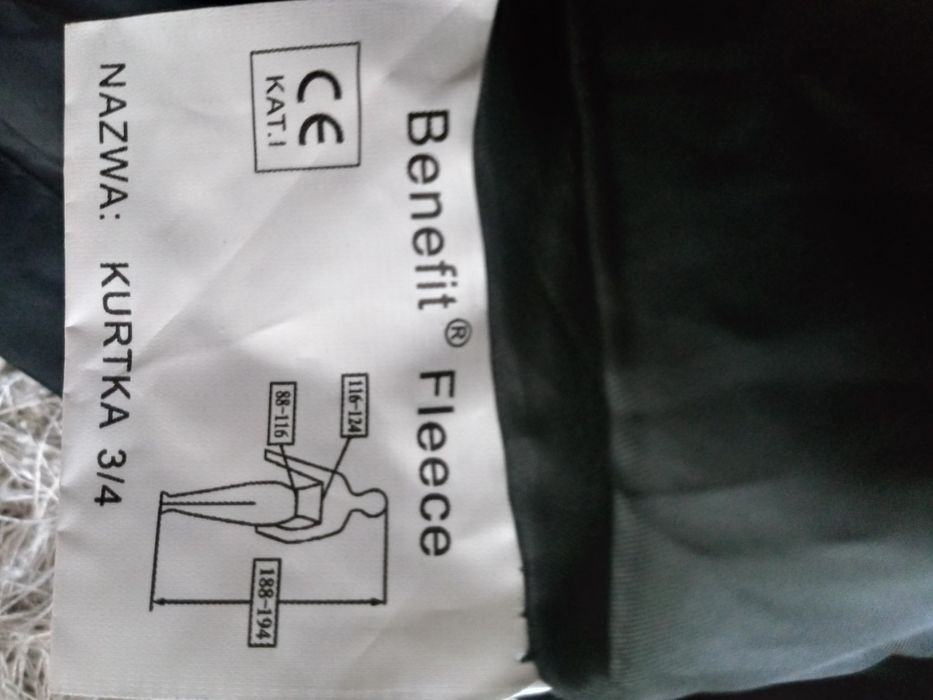 Benefit® Fleece
CE
KAT.I
116-124
88-116
188-194
NAZWA: KURTKA 3/4